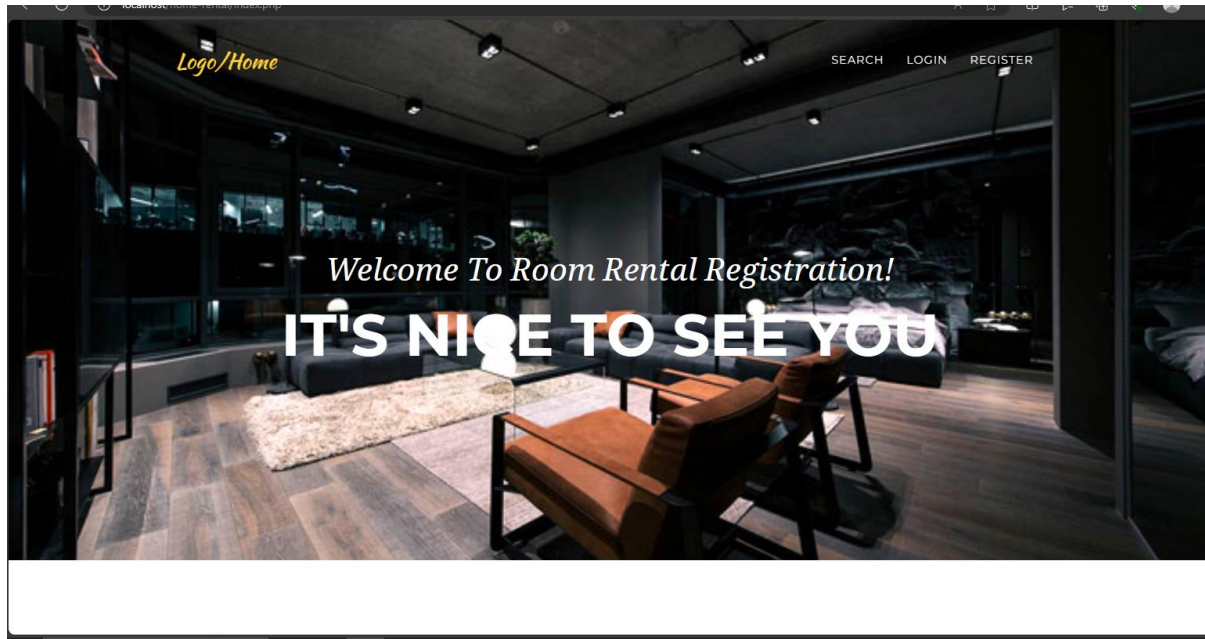 localhost/home-rental/index.php
Logo/Home
SEARCH LOGIN REGISTER
Welcome To Room Rental Registration!
IT'S NICE TO SEE YOU